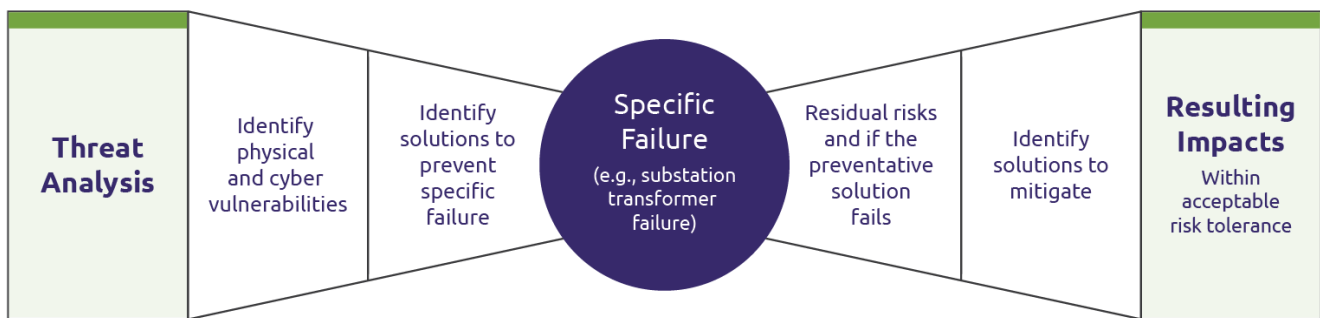 Threat
Analysis
Identify
physical
and cyber
vulnerabilities
Identify
solutions to
prevent
specific
failure
Specific
Failure
(e.g., substation
transformer
failure)
Residual risks
and if the
preventative
solution
fails
Identify
solutions to
mitigate
Resulting
Impacts
Within
acceptable
risk tolerance